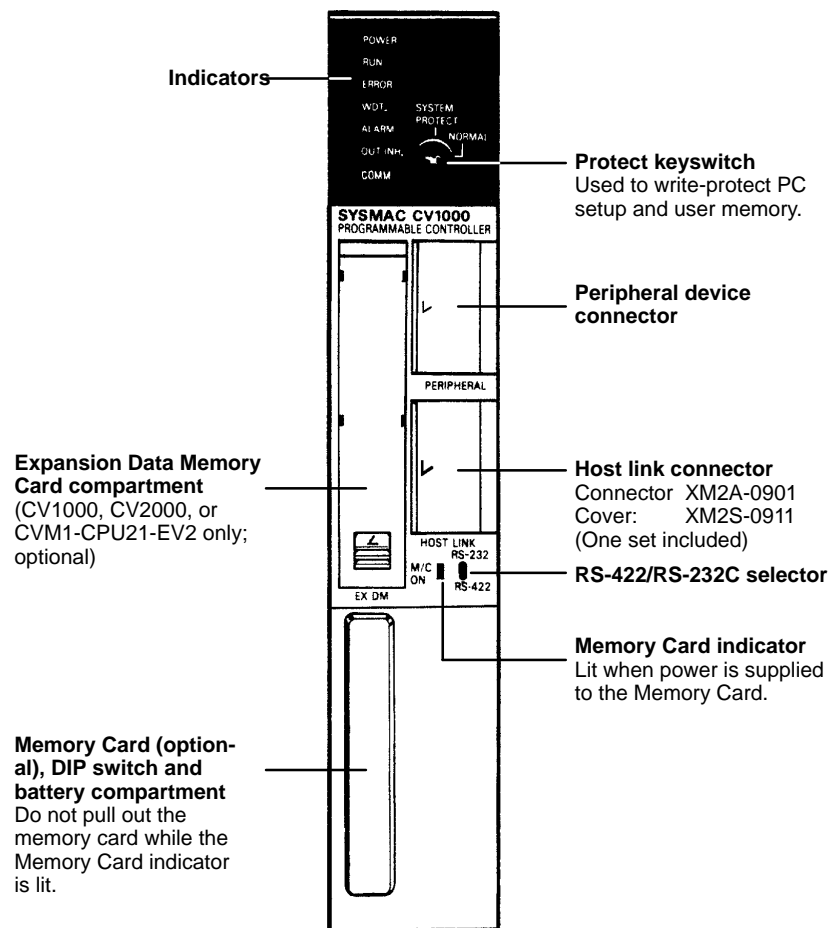 POWER
RUN
Indicators
ERROR
WDT.
SYSTEM
PROTECT
ALARM
NORMAL
OUT INH.
COMM
Protect keyswitch
Used to write-protect PC
setup and user memory.
SYSMAC CV1000
PROGRAMMABLE CONTROLLER
Peripheral device
connector
PERIPHERAL
Expansion Data Memory
Card compartment
(CV1000, CV2000, or
CVM1-CPU21-EV2 only;
optional)
Host link connector
Connector XM2A-0901
Cover: XM2S-0911
(One set included)
HOST LINK
RS-232
M/C
ON
RS-422
EX DM
RS-422/RS-232C selector
Memory Card indicator
Lit when power is supplied
to the Memory Card.
Memory Card (option-
al), DIP switch and
battery compartment
Do not pull out the
memory card while the
Memory Card indicator
is lit.